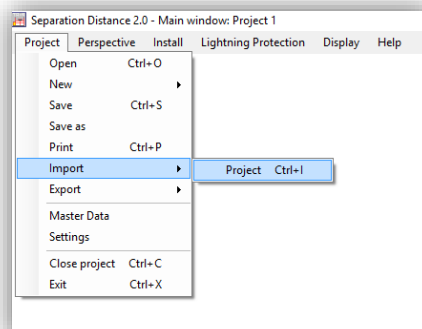 Separation Distance 2.0 - Main window: Project 1
Project Perspective Install Lightning Protection Display Help
Open Ctrl+O
New
Save Ctrl+S
Save as
Print Ctrl+P
Import Project Ctrl+I
Export
Master Data
Settings
Close project Ctrl+C
Exit Ctrl+X